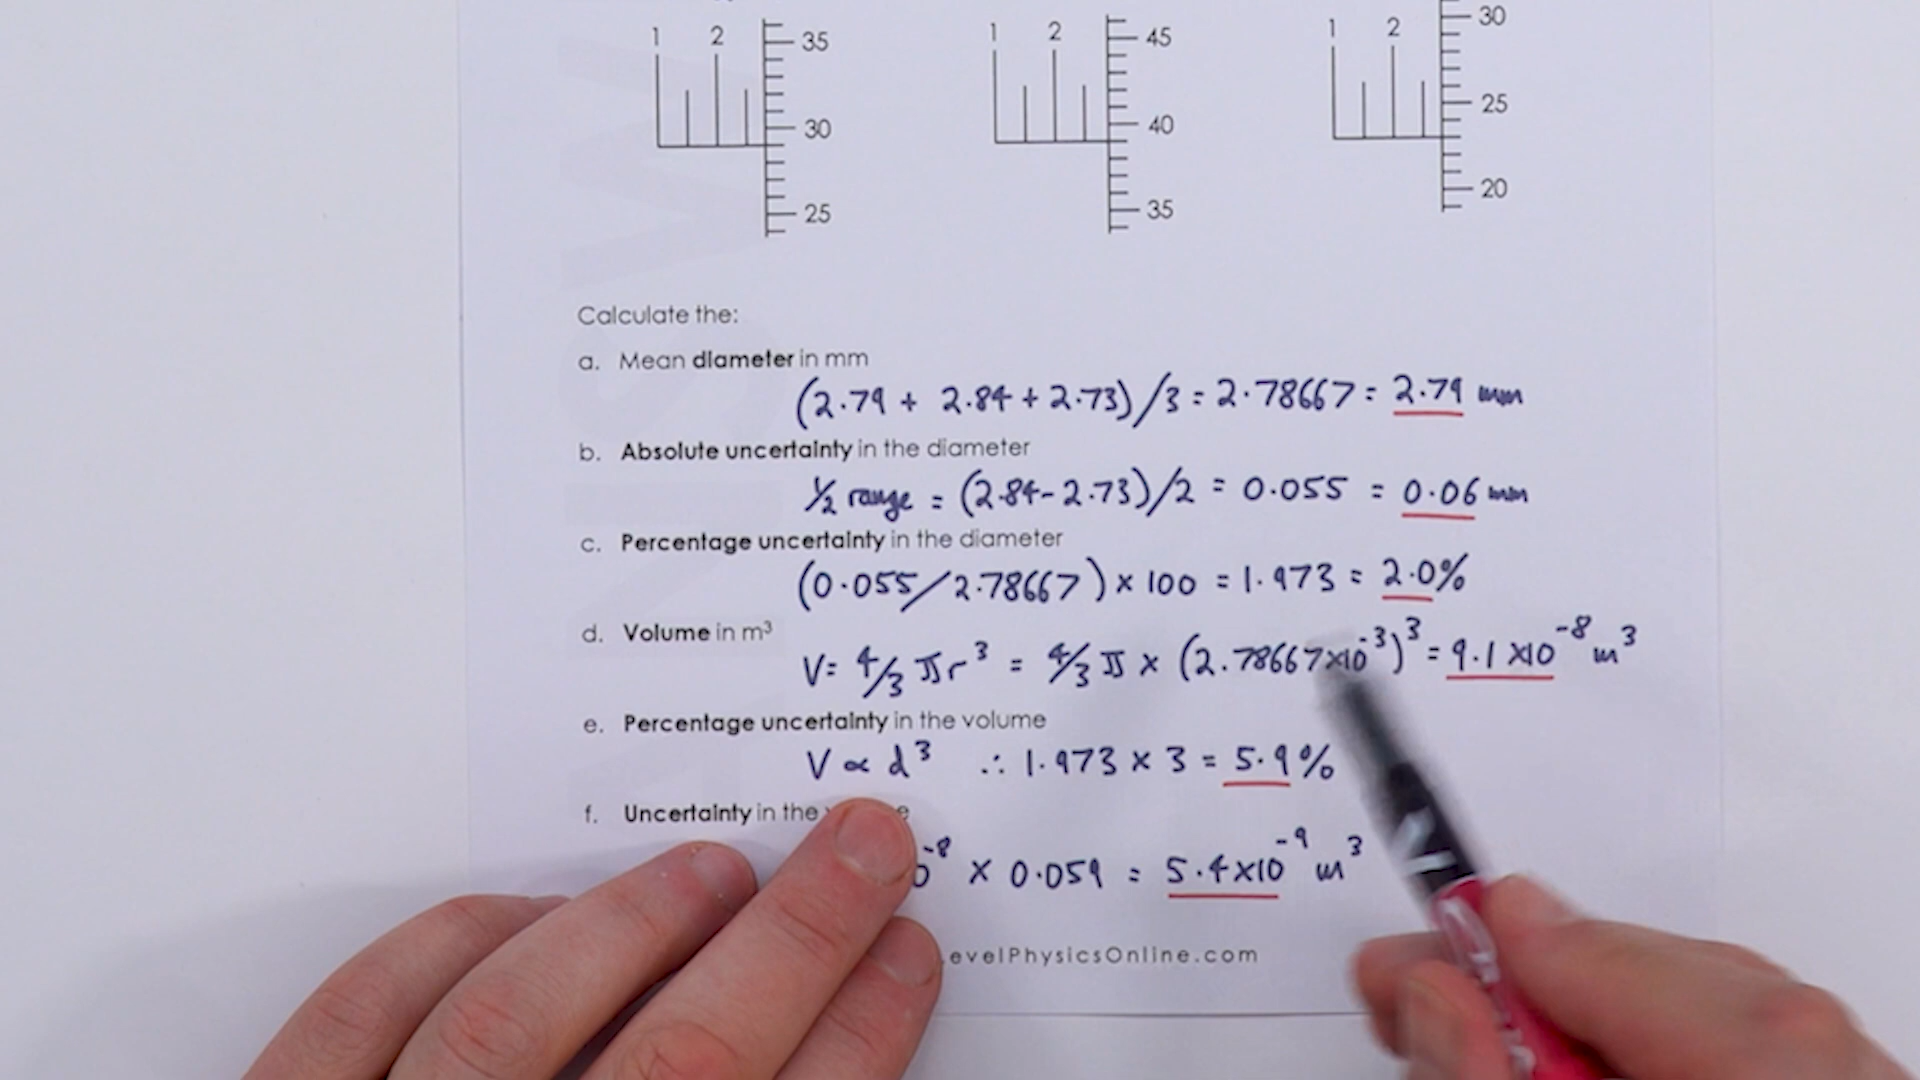 1 2 35 30 25
1 2 45 40 35
1 2 30 25 20
Calculate the:
a. Mean diameter in mm
(2.79 + 2.84 + 2.73)/3 = 2.78667 = 2.79 mm
b. Absolute uncertainty in the diameter
½ range = (2.84-2.73)/2 = 0.055 = 0.06 mm
c. Percentage uncertainty in the diameter
(0.055/2.78667) × 100 = 1.973 = 2.0%
d. Volume in m³
V = 4/3 πr³ = 4/3 π × (2.78667×10⁻³)³ = 9.1×10⁻⁸ m³
e. Percentage uncertainty in the volume
V ∝ d³ ∴ 1.973 × 3 = 5.9%
f. Uncertainty in the
⁻⁸ × 0.059 = 5.4×10⁻⁹ m³
evelPhysicsOnline.com